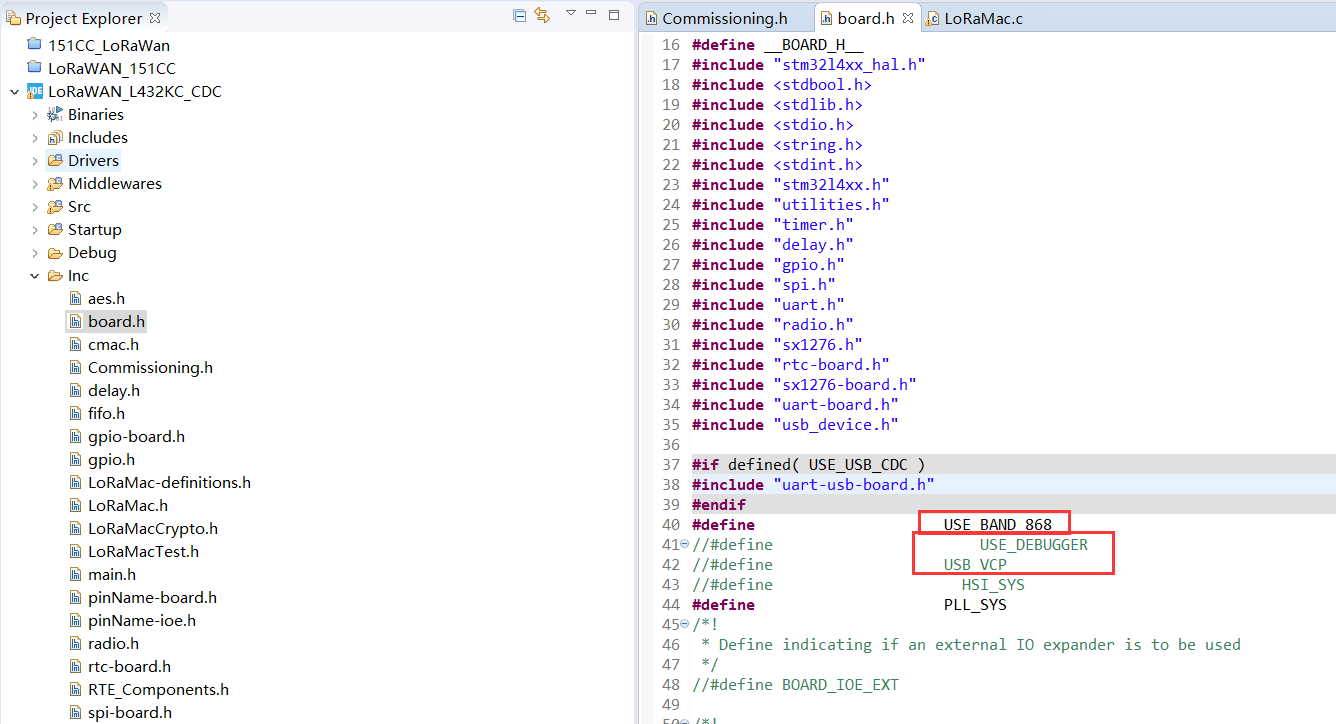 Project Explorer
151CC_LoRaWan
LoRaWAN_151CC
LoRaWAN_L432KC_CDC
Binaries
Includes
Drivers
Middlewares
Src
Startup
Debug
Inc
aes.h
board.h
cmac.h
Commissioning.h
delay.h
fifo.h
gpio-board.h
gpio.h
LoRaMac-definitions.h
LoRaMac.h
LoRaMacCrypto.h
LoRaMacTest.h
main.h
pinName-board.h
pinName-ioe.h
radio.h
rtc-board.h
RTE_Components.h
spi-board.h
Commissioning.h board.h LoRaMac.c
16 #define __BOARD_H__
17 #include "stm32l4xx_hal.h"
18 #include <stdbool.h>
19 #include <stdlib.h>
20 #include <stdio.h>
21 #include <string.h>
22 #include <stdint.h>
23 #include "stm32l4xx.h"
24 #include "utilities.h"
25 #include "timer.h"
26 #include "delay.h"
27 #include "gpio.h"
28 #include "spi.h"
29 #include "uart.h"
30 #include "radio.h"
31 #include "sx1276.h"
32 #include "rtc-board.h"
33 #include "sx1276-board.h"
34 #include "uart-board.h"
35 #include "usb_device.h"
36
37 #if defined( USE_USB_CDC )
38 #include "uart-usb-board.h"
39 #endif
40 #define USE_BAND_868
41 //#define USE_DEBUGGER
42 //#define USB_VCP
43 //#define HSI_SYS
44 #define PLL_SYS
45 /*!
46 * Define indicating if an external IO expander is to be used
47 */
48 //#define BOARD_IOE_EXT
49
50 /*!